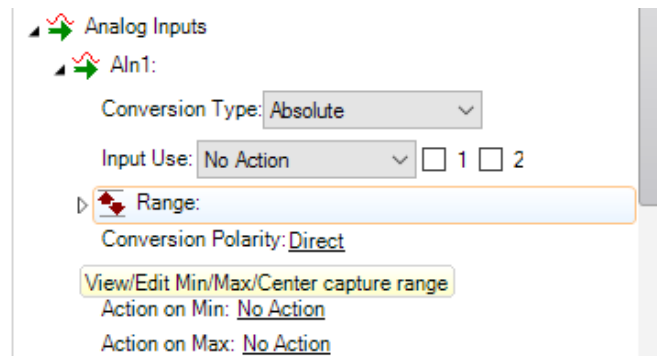 Analog Inputs
AIn1:
Conversion Type: Absolute
Input Use: No Action 1 2
Range:
Conversion Polarity: Direct
View/Edit Min/Max/Center capture range
Action on Min: No Action
Action on Max: No Action